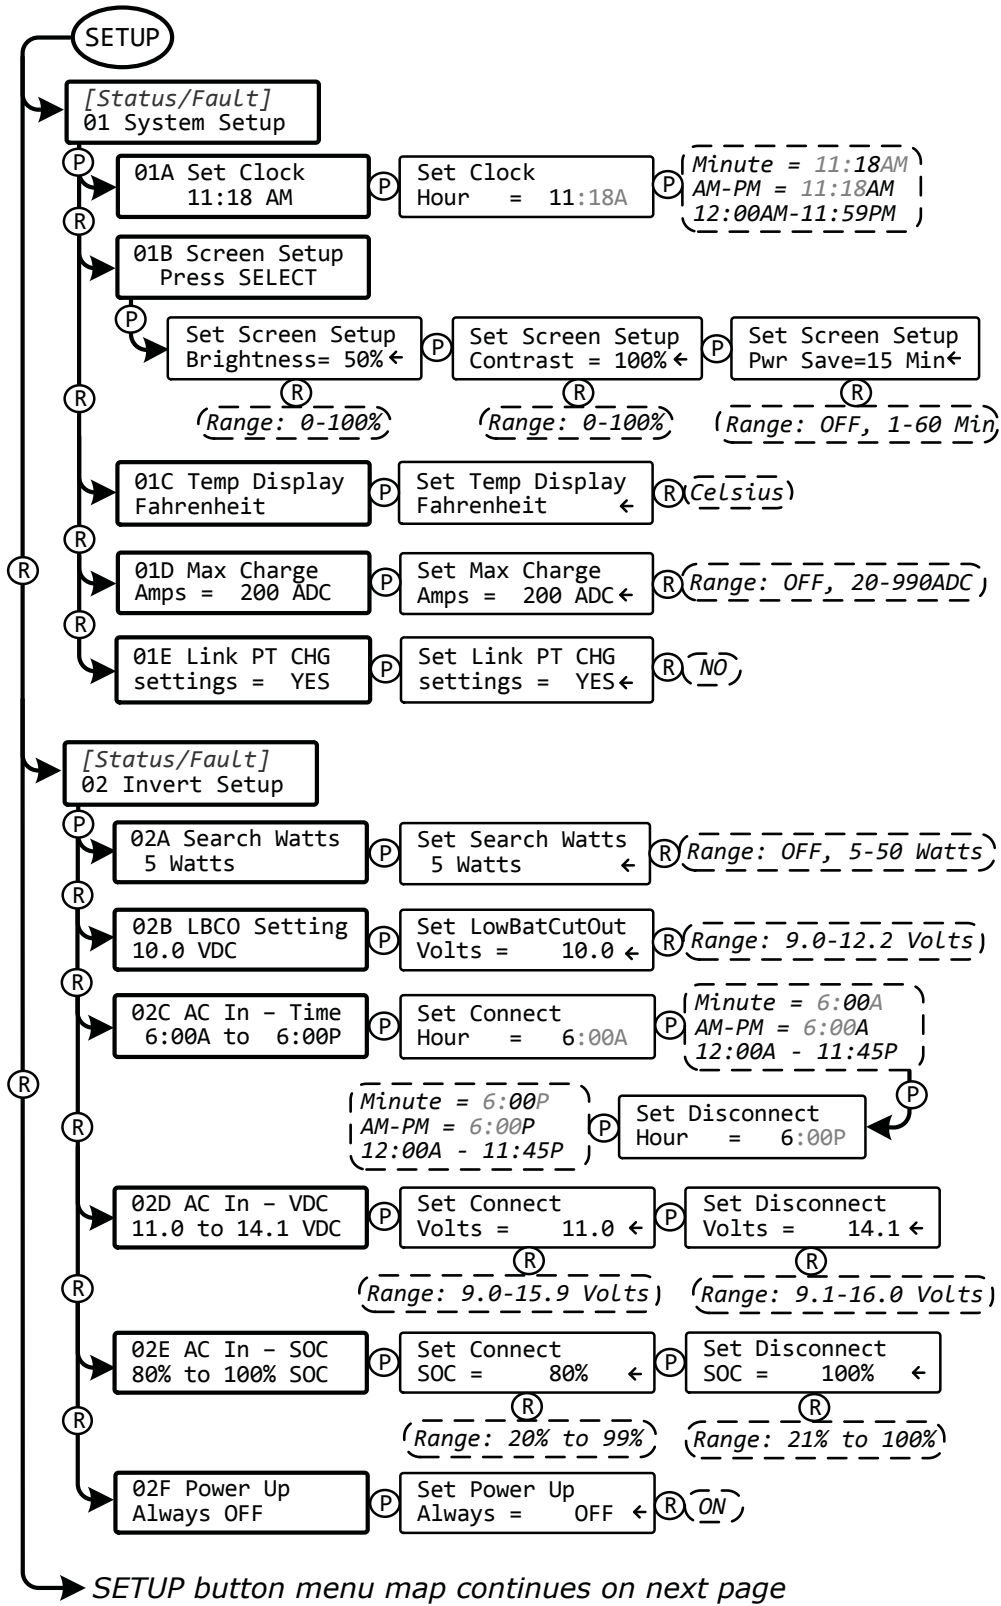 SETUP
[Status/Fault]
01 System Setup
P
01A Set Clock
11:18 AM
P
Set Clock
Hour = 11:18A
P
Minute = 11:18AM
AM-PM = 11:18AM
12:00AM-11:59PM
R
01B Screen Setup
Press SELECT
P
Set Screen Setup
Brightness= 50%←
P
Set Screen Setup
Contrast = 100%←
P
Set Screen Setup
Pwr Save=15 Min←
R
Range: 0-100%
R
Range: 0-100%
R
Range: OFF, 1-60 Min
R
01C Temp Display
Fahrenheit
P
Set Temp Display
Fahrenheit ←
R
Celsius
R
R
01D Max Charge
Amps = 200 ADC
P
Set Max Charge
Amps = 200 ADC←
R
Range: OFF, 20-990ADC
R
01E Link PT CHG
settings = YES
P
Set Link PT CHG
settings = YES←
R
NO
[Status/Fault]
02 Invert Setup
P
02A Search Watts
5 Watts
P
Set Search Watts
5 Watts ←
R
Range: OFF, 5-50 Watts
R
02B LBCO Setting
10.0 VDC
P
Set LowBatCutOut
Volts = 10.0 ←
R
Range: 9.0-12.2 Volts
R
02C AC In – Time
6:00A to 6:00P
P
Set Connect
Hour = 6:00A
P
Minute = 6:00A
AM-PM = 6:00A
12:00A - 11:45P
R
P
Set Disconnect
Hour = 6:00P
P
Minute = 6:00P
AM-PM = 6:00P
12:00A - 11:45P
R
02D AC In – VDC
11.0 to 14.1 VDC
P
Set Connect
Volts = 11.0 ←
P
Set Disconnect
Volts = 14.1 ←
R
Range: 9.0-15.9 Volts
R
Range: 9.1-16.0 Volts
R
02E AC In – SOC
80% to 100% SOC
P
Set Connect
SOC = 80% ←
P
Set Disconnect
SOC = 100% ←
R
Range: 20% to 99%
R
Range: 21% to 100%
R
02F Power Up
Always OFF
P
Set Power Up
Always = OFF ←
R
ON
SETUP button menu map continues on next page